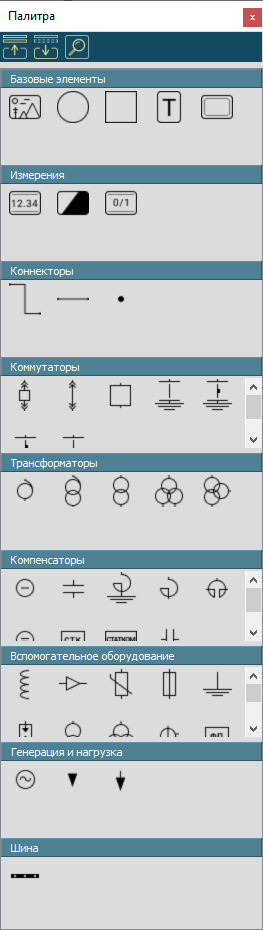 Палитра
x
Базовые элементы
T
Измерения
12.34
0/1
Коннекторы
Коммутаторы
Трансформаторы
Компенсаторы
СТК
СТАТКОМ
Вспомогательное оборудование
ФП
Генерация и нагрузка
Шина